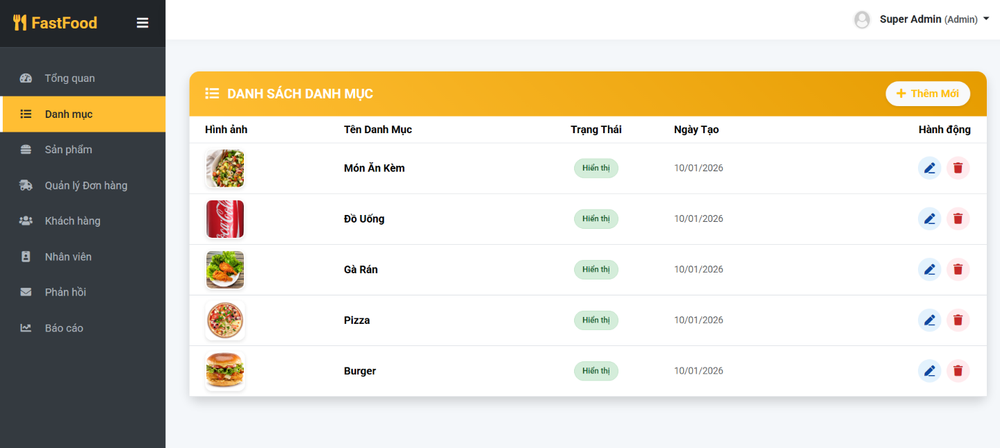 FastFood
Super Admin (Admin)
Tổng quan
Danh mục
Sản phẩm
Quản lý Đơn hàng
Khách hàng
Nhân viên
Phản hồi
Báo cáo
DANH SÁCH DANH MỤC
Thêm Mới
Hình ảnh Tên Danh Mục Trạng Thái Ngày Tạo Hành động
Món Ăn Kèm Hiển thị 10/01/2026
Coca-Cola
Đồ Uống Hiển thị 10/01/2026
Gà Rán Hiển thị 10/01/2026
Pizza Hiển thị 10/01/2026
Burger Hiển thị 10/01/2026